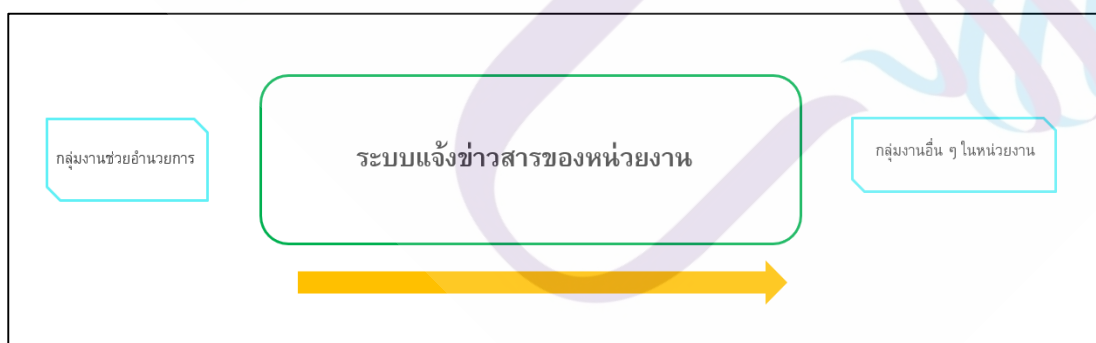 กลุ่มงานช่วยอำนวยการ
ระบบแจ้งข่าวสารของหน่วยงาน
กลุ่มงานอื่น ๆ ในหน่วยงาน